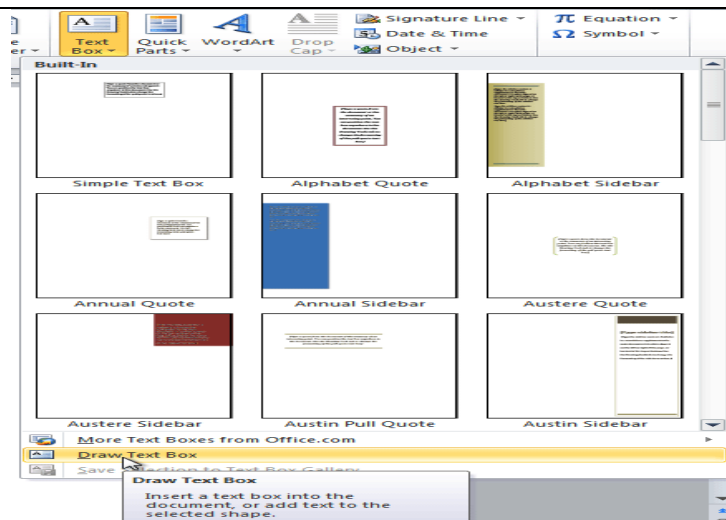 Signature Line
π Equation
Text Box
Quick Parts
WordArt
Drop Cap
Date & Time
Ω Symbol
Object
Built-In
Simple Text Box
Alphabet Quote
Alphabet Sidebar
Annual Quote
Annual Sidebar
Austere Quote
Austere Sidebar
Austin Pull Quote
Austin Sidebar
More Text Boxes from Office.com
Draw Text Box
Save Selection to Text Box Gallery
Draw Text Box
Insert a text box into the
document, or add text to the
selected shape.